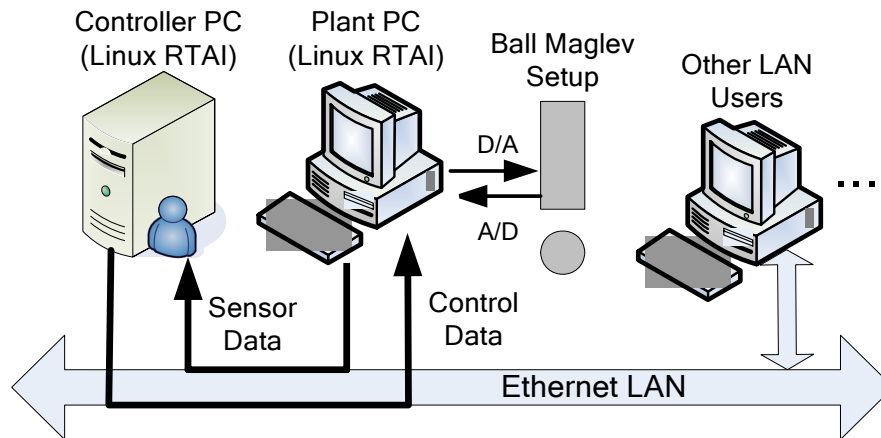 Controller PC
(Linux RTAI)
Plant PC
(Linux RTAI)
Ball Maglev
Setup
Other LAN
Users
D/A
A/D
...
Sensor
Data
Control
Data
Ethernet LAN